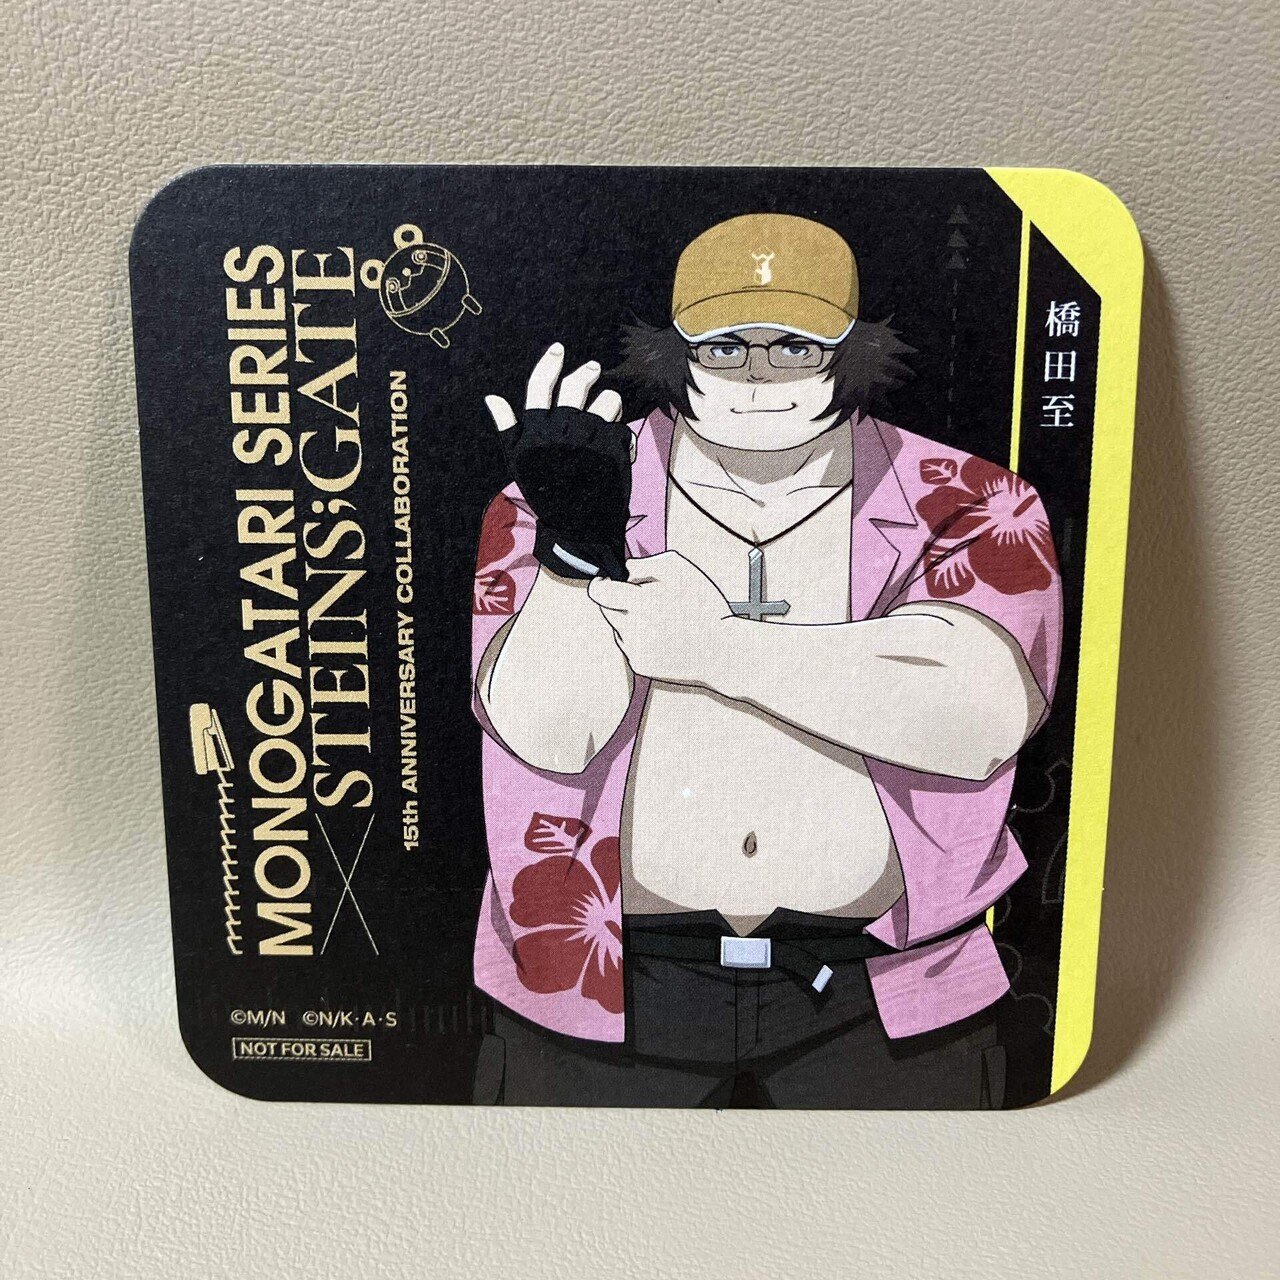 MONOGATARI SERIES
×STEINS;GATE
15th ANNIVERSARY COLLABORATION
橋田至
©M/N ©N/K·A·S
NOT FOR SALE